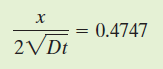 x / 2√Dt = 0.4747